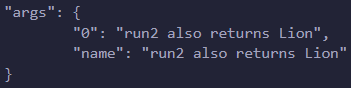 "args": {
"0": "run2 also returns Lion",
"name": "run2 also returns Lion"
}